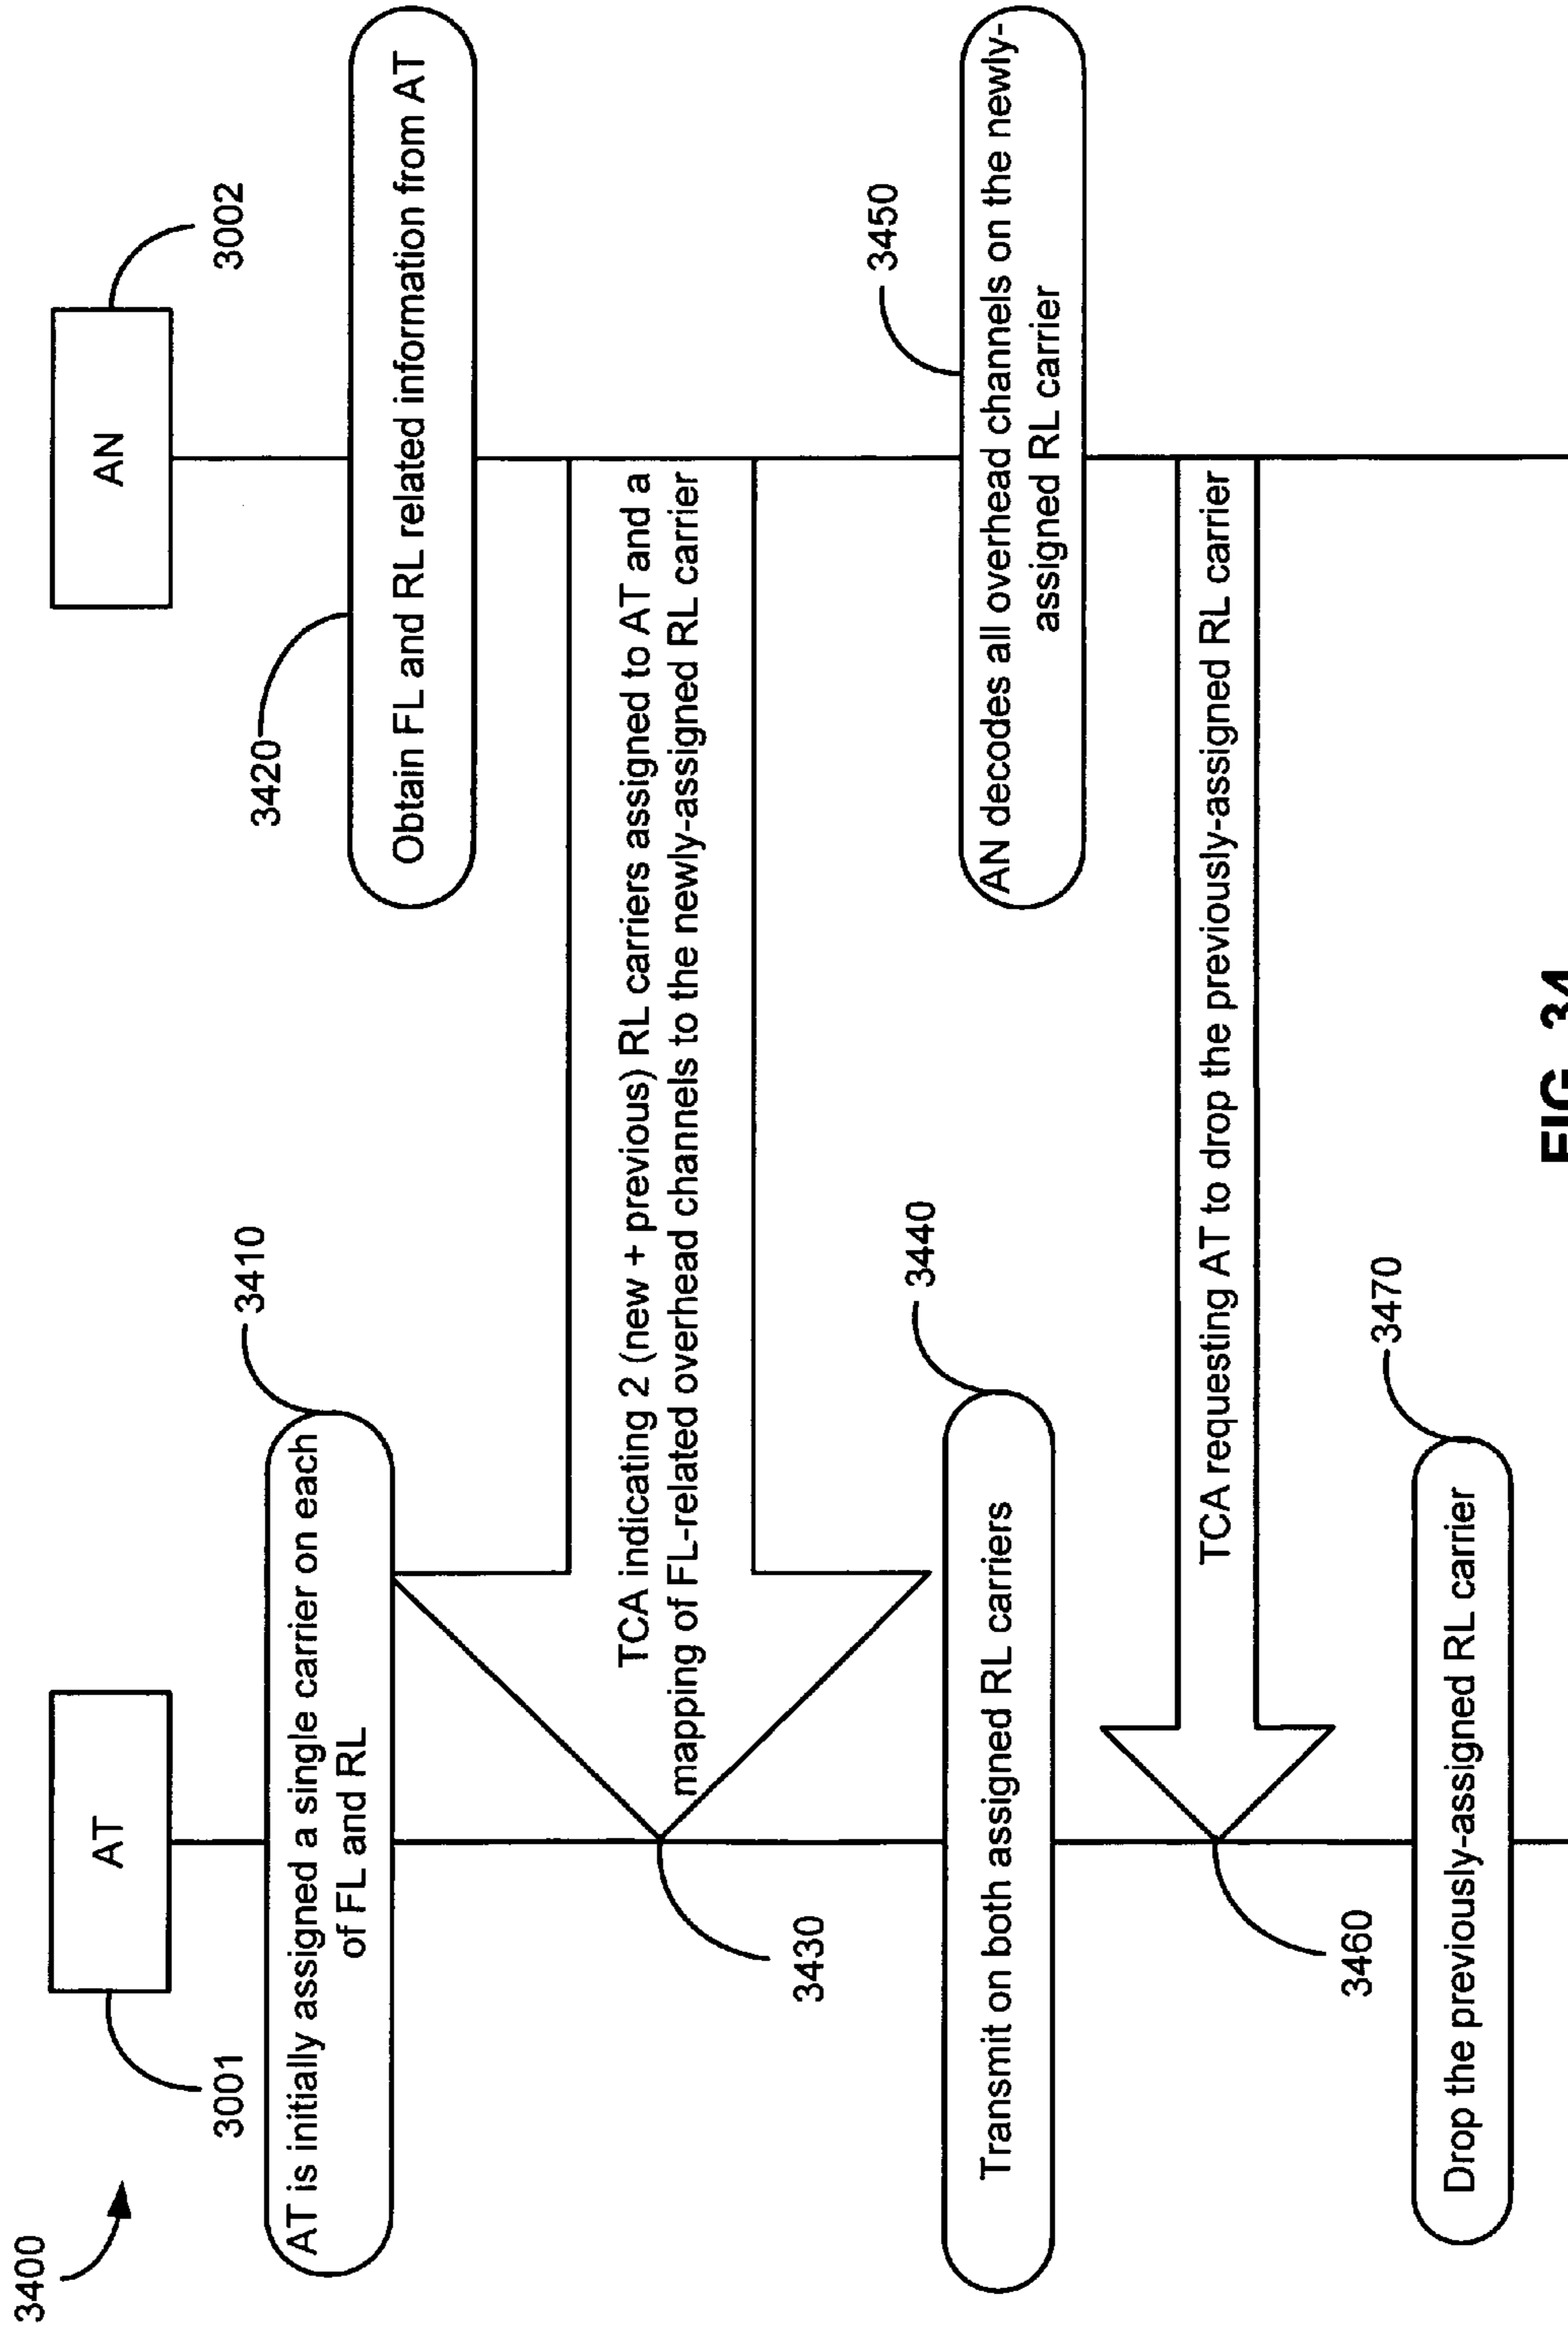 3400
AT
3001
AN
3002
3410
AT is initially assigned a single carrier on each
of FL and RL
3420
Obtain FL and RL related information from AT
TCA indicating 2 (new + previous) RL carriers assigned to AT and a
mapping of FL-related overhead channels to the newly-assigned RL carrier
3430
3440
Transmit on both assigned RL carriers
3450
AN decodes all overhead channels on the newly-
assigned RL carrier
TCA requesting AT to drop the previously-assigned RL carrier
3460
3470
Drop the previously-assigned RL carrier
FIG. 34